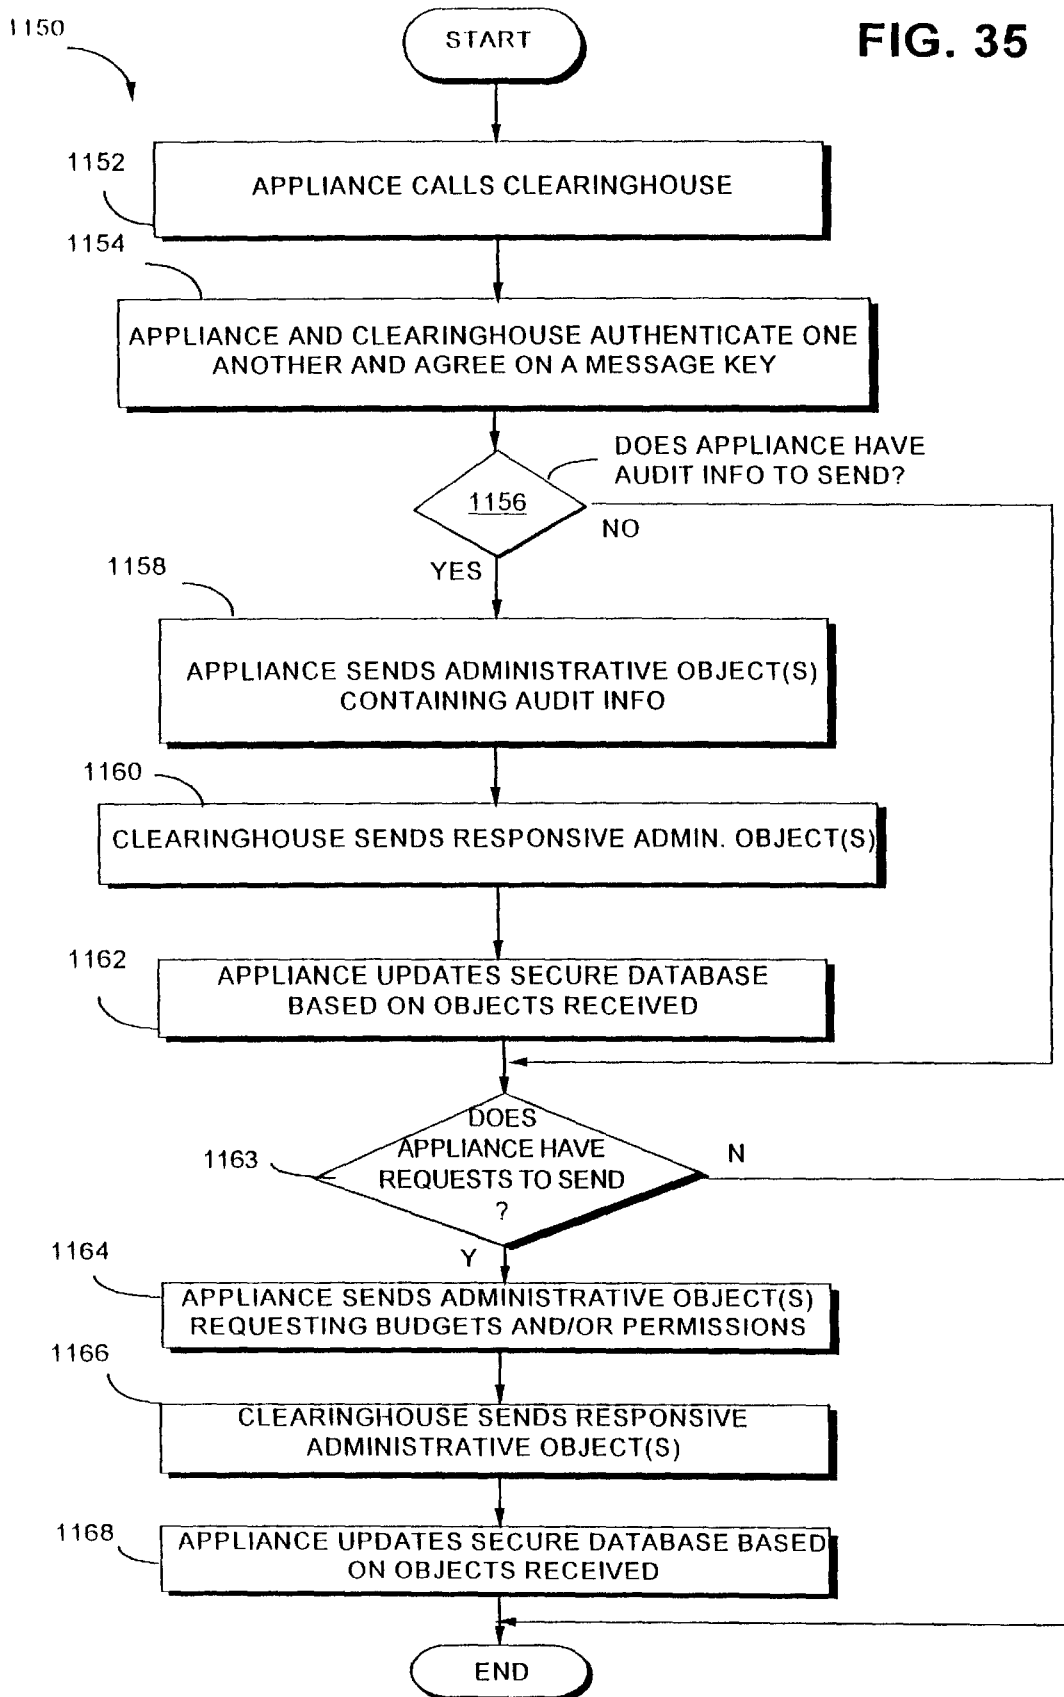 1150
START
FIG. 35
1152
APPLIANCE CALLS CLEARINGHOUSE
1154
APPLIANCE AND CLEARINGHOUSE AUTHENTICATE ONE
ANOTHER AND AGREE ON A MESSAGE KEY
DOES APPLIANCE HAVE
AUDIT INFO TO SEND?
1156
NO
YES
1158
APPLIANCE SENDS ADMINISTRATIVE OBJECT(S)
CONTAINING AUDIT INFO
1160
CLEARINGHOUSE SENDS RESPONSIVE ADMIN. OBJECT(S)
1162
APPLIANCE UPDATES SECURE DATABASE
BASED ON OBJECTS RECEIVED
DOES
APPLIANCE HAVE
REQUESTS TO SEND
?
1163
N
Y
1164
APPLIANCE SENDS ADMINISTRATIVE OBJECT(S)
REQUESTING BUDGETS AND/OR PERMISSIONS
1166
CLEARINGHOUSE SENDS RESPONSIVE
ADMINISTRATIVE OBJECT(S)
1168
APPLIANCE UPDATES SECURE DATABASE BASED
ON OBJECTS RECEIVED
END